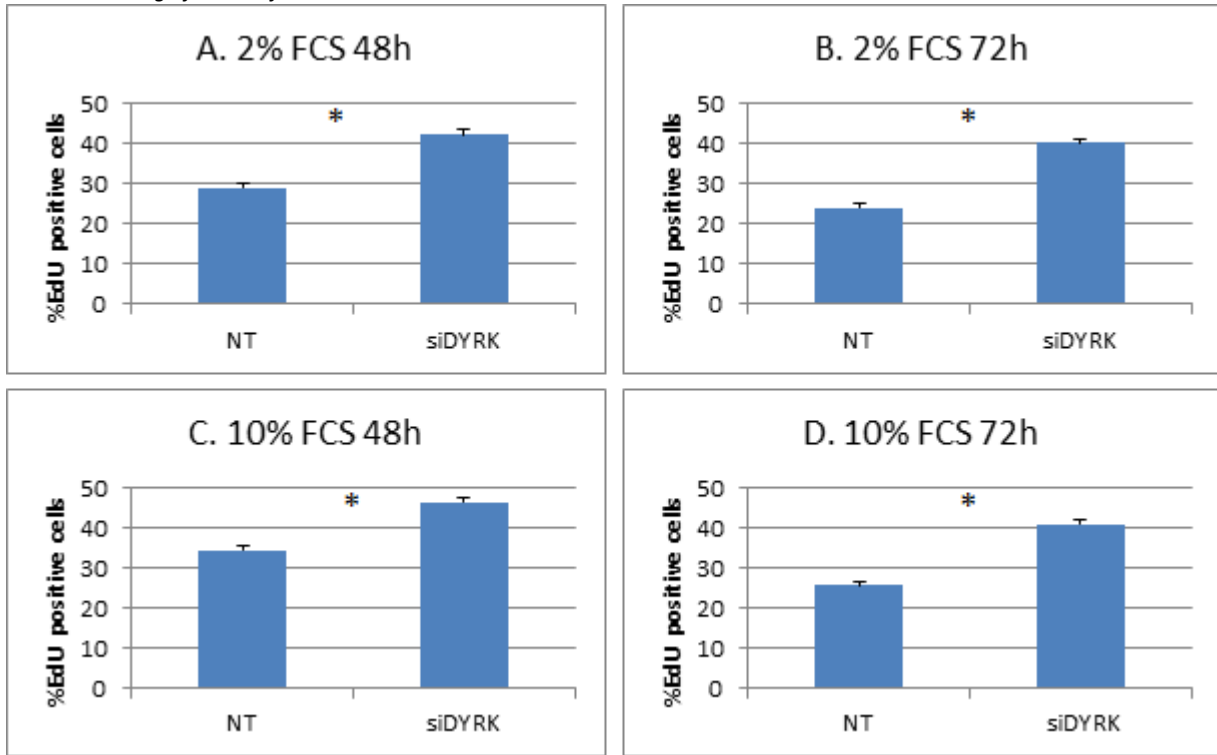 A. 2% FCS 48h
%EdU positive cells
50
40
30
20
10
0
*
NT siDYRK
B. 2% FCS 72h
%EdU positive cells
50
40
30
20
10
0
*
NT siDYRK
C. 10% FCS 48h
%EdU positive cells
50
40
30
20
10
0
*
NT siDYRK
D. 10% FCS 72h
%EdU positive cells
50
40
30
20
10
0
*
NT siDYRK